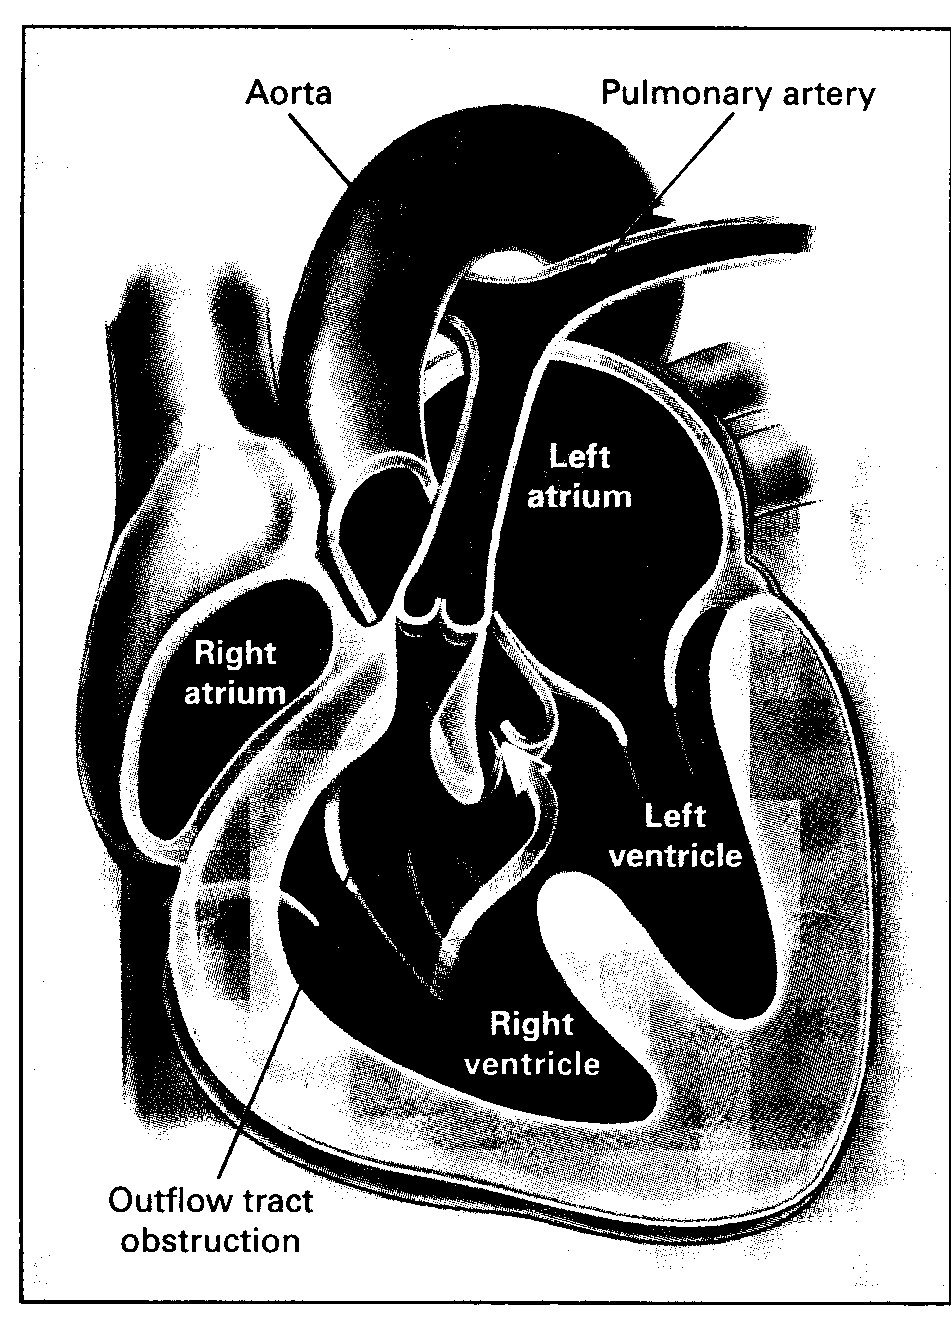 Aorta
Pulmonary artery
Left
atrium
Right
atrium
Left
ventricle
Right
ventricle
Outflow tract
obstruction